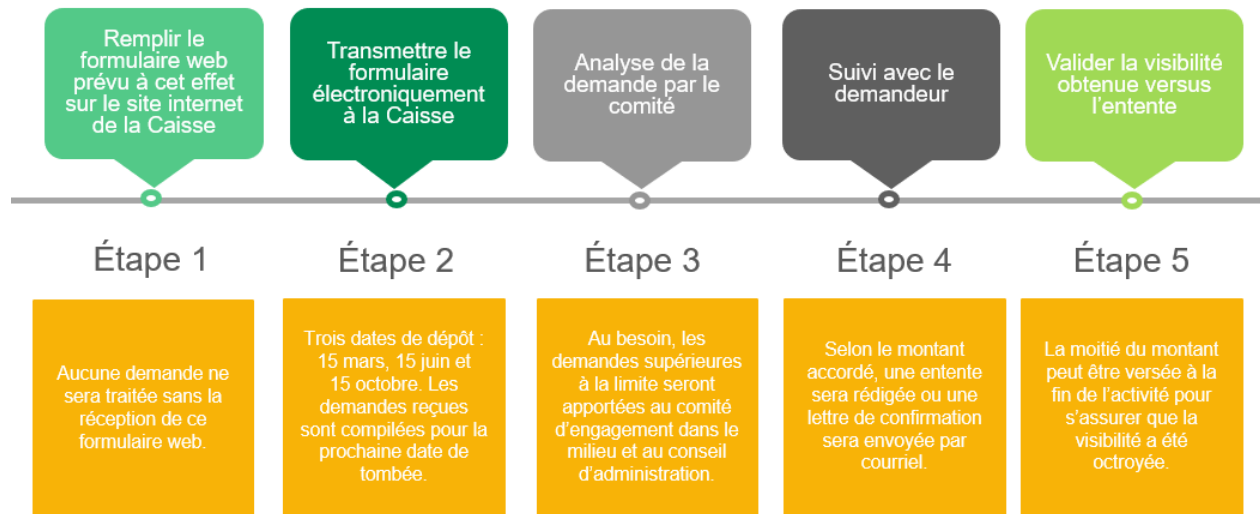 Remplir le
formulaire web
prévu à cet effet
sur le site internet
de la Caisse
Transmettre le
formulaire
électroniquement
à la Caisse
Analyse de la
demande par le
comité
Suivi avec le
demandeur
Valider la visibilité
obtenue versus
l'entente
Étape 1
Étape 2
Étape 3
Étape 4
Étape 5
Aucune demande ne
sera traitée sans la
réception de ce
formulaire web.
Trois dates de dépôt :
15 mars, 15 juin et
15 octobre. Les
demandes reçues
sont compilées pour la
prochaine date de
tombée.
Au besoin, les
demandes supérieures
à la limite seront
apportées au comité
d'engagement dans le
milieu et au conseil
d'administration.
Selon le montant
accordé, une entente
sera rédigée ou une
lettre de confirmation
sera envoyée par
courriel.
La moitié du montant
peut être versée à la
fin de l'activité pour
s'assurer que la
visibilité a été
octroyée.